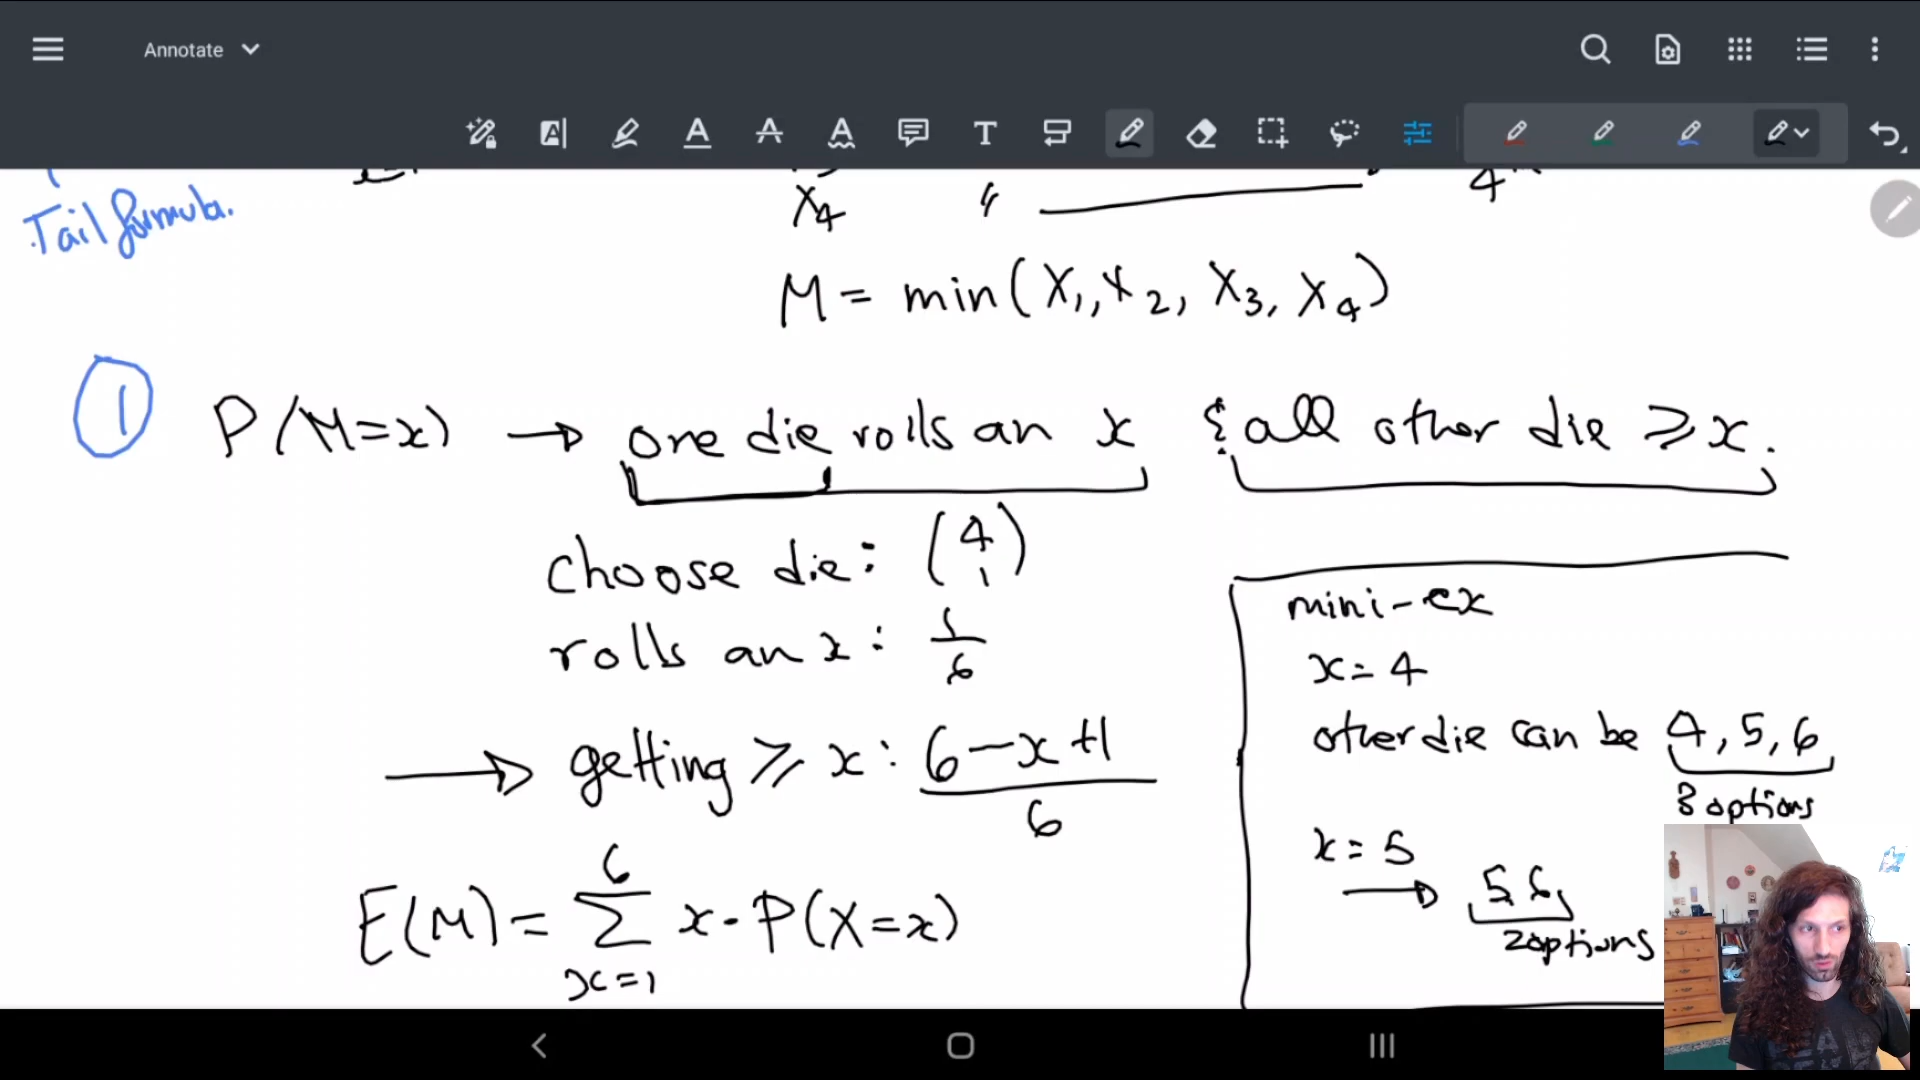 Annotate
Tail formula.
X4 " 4
M = min(X1, X2, X3, X4)
1 P(M=x) → one die rolls an x & all other die ≥ x.
choose die: (4 1)
rolls an x: 1/6
→ getting ≥ x: 6-x+1/6
E(M) = 6 Σ x=1 x · P(X=x)
mini-ex
x=4
other die can be 4, 5, 6
3 options
x=5
→ 5 6,
2 options